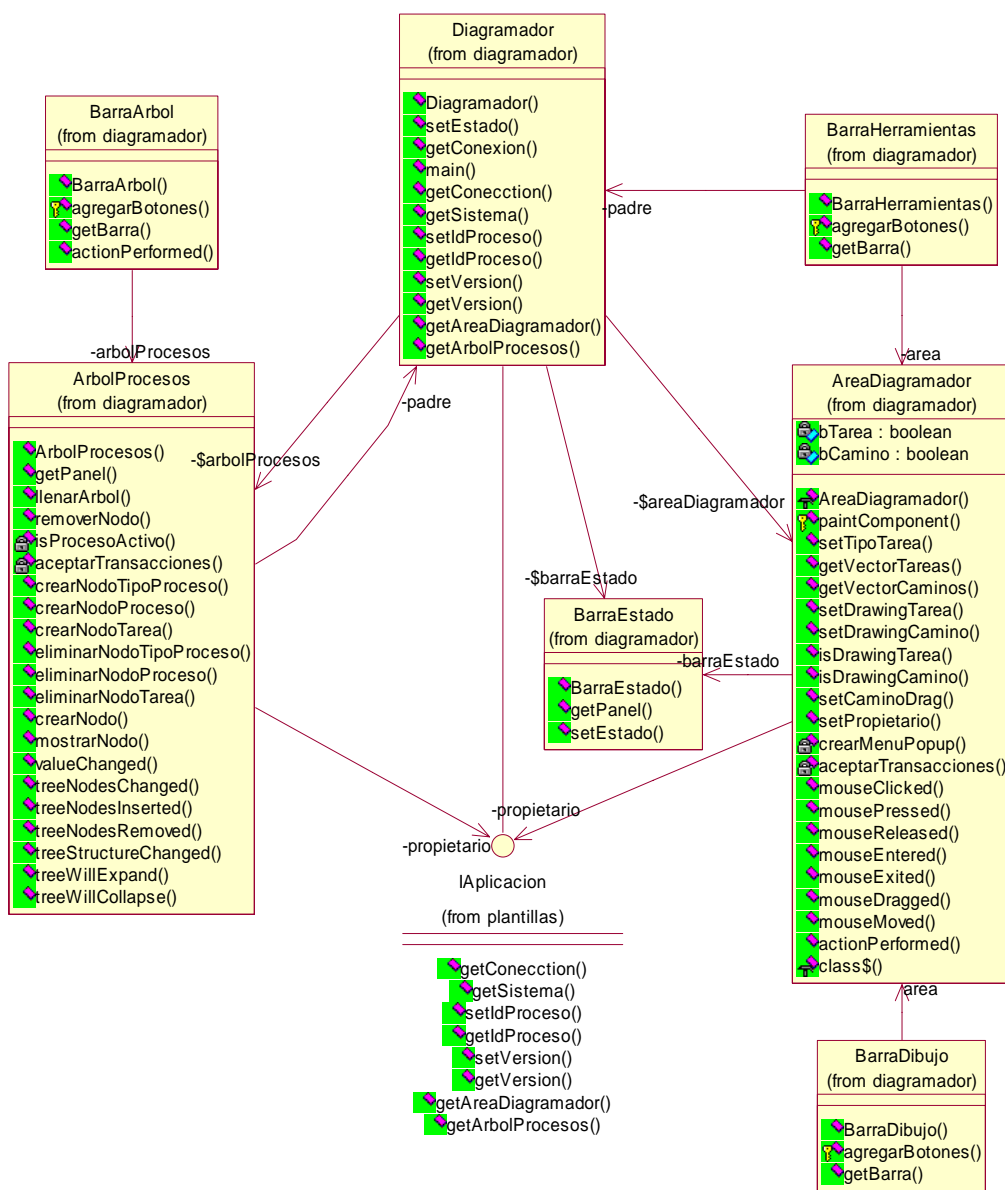 Diagramador
(from diagramador)
Diagramador()
setEstado()
getConexion()
main()
getConecction()
getSistema()
setIdProceso()
getIdProceso()
setVersion()
getVersion()
getAreaDiagramador()
getArbolProcesos()
BarraArbol
(from diagramador)
BarraArbol()
agregarBotones()
getBarra()
actionPerformed()
BarraHerramientas
(from diagramador)
BarraHerramientas()
agregarBotones()
getBarra()
-padre
-arbolProcesos
-area
ArbolProcesos
(from diagramador)
ArbolProcesos()
getPanel()
llenarArbol()
removerNodo()
isProcesoActivo()
aceptarTransacciones()
crearNodoTipoProceso()
crearNodoProceso()
crearNodoTarea()
eliminarNodoTipoProceso()
eliminarNodoProceso()
eliminarNodoTarea()
crearNodo()
mostrarNodo()
valueChanged()
treeNodesChanged()
treeNodesInserted()
treeNodesRemoved()
treeStructureChanged()
treeWillExpand()
treeWillCollapse()
-padre
-$arbolProcesos
-$areaDiagramador
-$barraEstado
BarraEstado
(from diagramador)
BarraEstado()
getPanel()
setEstado()
-barraEstado
AreaDiagramador
(from diagramador)
bTarea : boolean
bCamino : boolean
AreaDiagramador()
paintComponent()
setTipoTarea()
getVectorTareas()
getVectorCaminos()
setDrawingTarea()
setDrawingCamino()
isDrawingTarea()
isDrawingCamino()
setCaminoDrag()
setPropietario()
crearMenuPopup()
aceptarTransacciones()
mouseClicked()
mousePressed()
mouseReleased()
mouseEntered()
mouseExited()
mouseDragged()
mouseMoved()
actionPerformed()
class$()
-propietario
-propietario
IAplicacion
(from plantillas)
getConecction()
getSistema()
setIdProceso()
getIdProceso()
setVersion()
getVersion()
getAreaDiagramador()
getArbolProcesos()
-area
BarraDibujo
(from diagramador)
BarraDibujo()
agregarBotones()
getBarra()